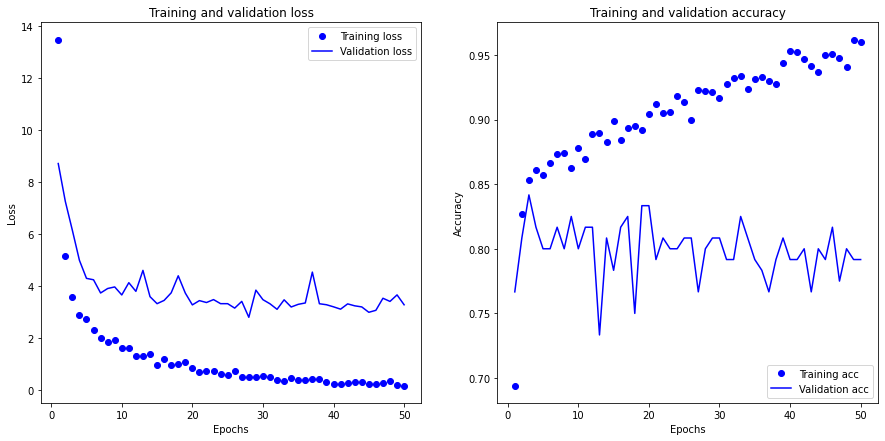 Training and validation loss
Training loss
Validation loss
14
12
10
8
6
4
2
0
Loss
0
10
20
30
40
50
Epochs
Training and validation accuracy
0.95
0.90
0.85
0.80
0.75
0.70
Accuracy
Training acc
Validation acc
0
10
20
30
40
50
Epochs